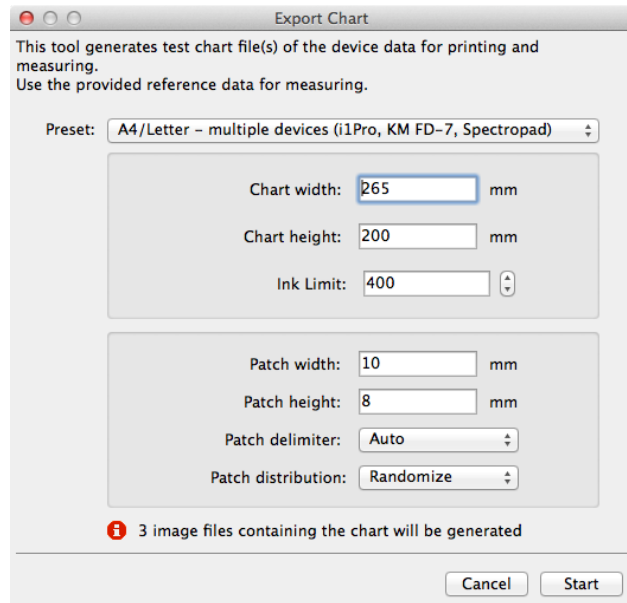 Export Chart
This tool generates test chart file(s) of the device data for printing and
measuring.
Use the provided reference data for measuring.
Preset: A4/Letter – multiple devices (i1Pro, KM FD-7, Spectropad)
Chart width: 265 mm
Chart height: 200 mm
Ink Limit: 400
Patch width: 10 mm
Patch height: 8 mm
Patch delimiter: Auto
Patch distribution: Randomize
3 image files containing the chart will be generated
Cancel Start